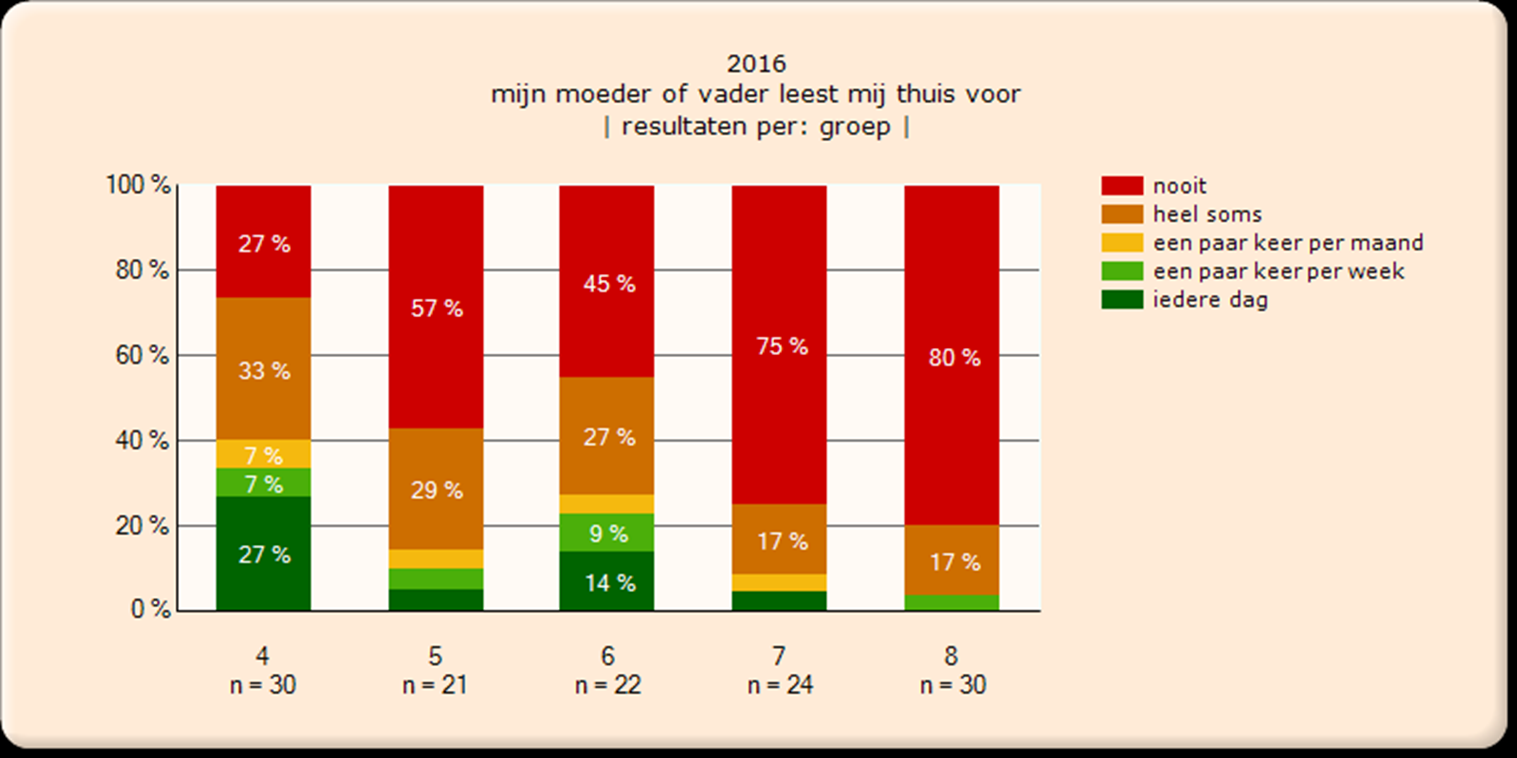 2016
mijn moeder of vader leest mij thuis voor
| resultaten per: groep |
100 %
80 %
60 %
40 %
20 %
0 %
27 %
33 %
7 %
7 %
27 %
57 %
29 %
45 %
27 %
9 %
14 %
75 %
17 %
80 %
17 %
4
n = 30
5
n = 21
6
n = 22
7
n = 24
8
n = 30
nooit
heel soms
een paar keer per maand
een paar keer per week
iedere dag